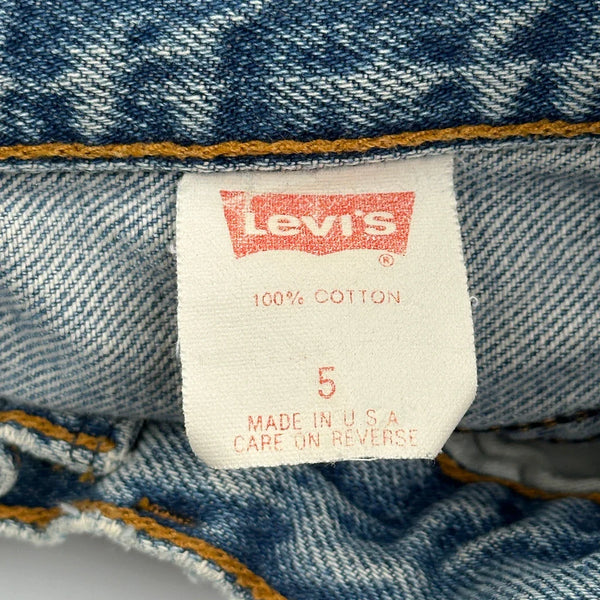 Levi's
®
100% COTTON
5
MADE IN U S A
CARE ON REVERSE